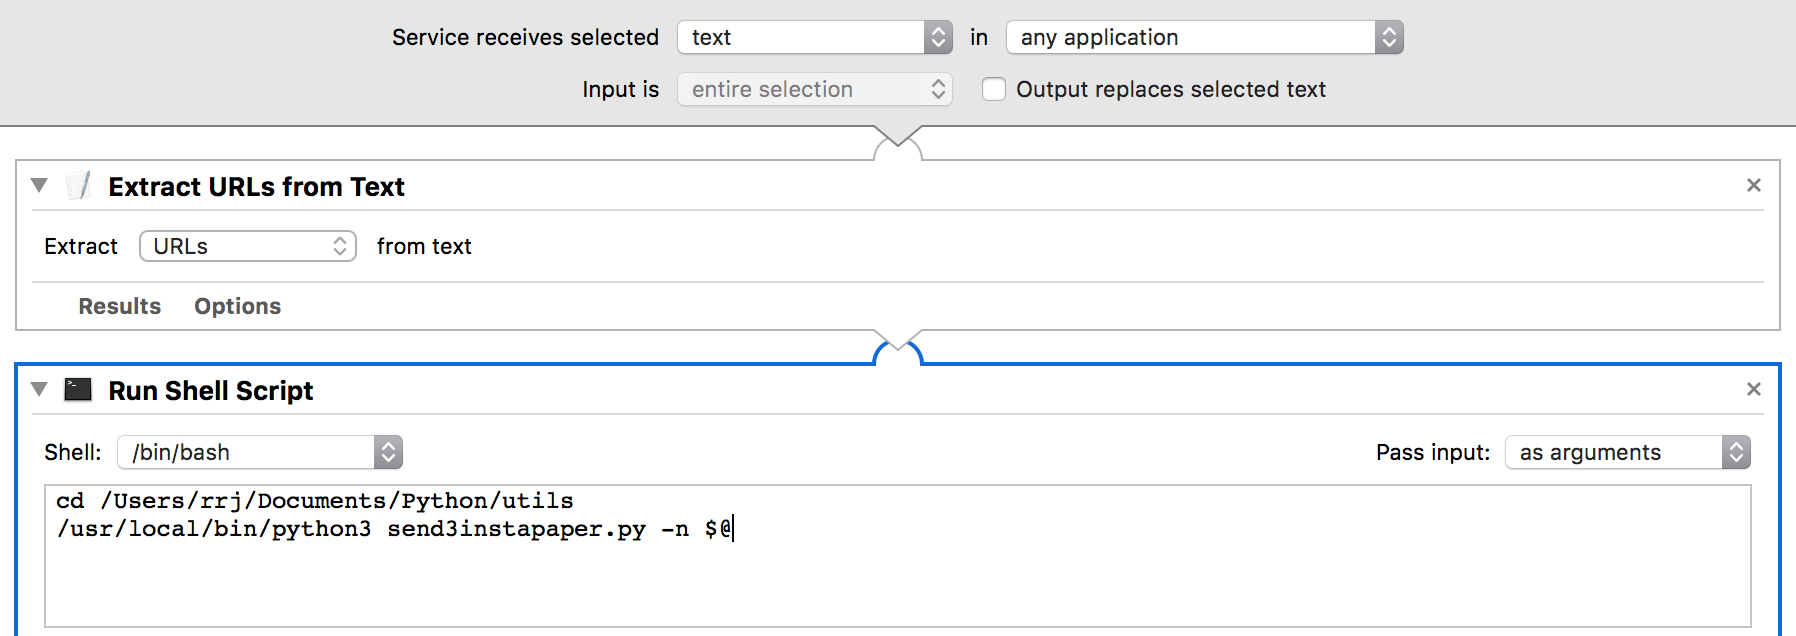 Service receives selected text in any application
Input is entire selection Output replaces selected text
Extract URLs from Text
Extract URLs from text
Results Options
Run Shell Script
Shell: /bin/bash Pass input: as arguments
cd /Users/rrj/Documents/Python/utils
/usr/local/bin/python3 send3instapaper.py -n $@